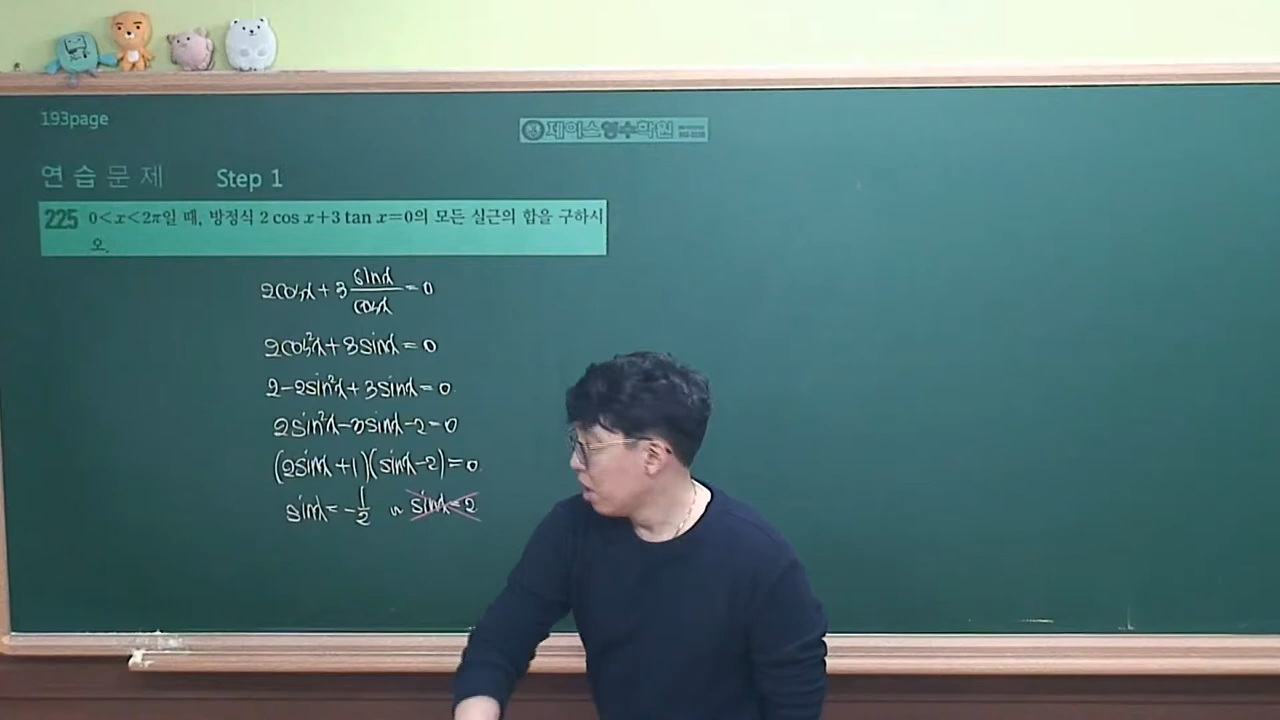 193page
제이스영수학원
연습문제 Step 1
225 0<x<2π일 때, 방정식 2 cos x+3 tan x=0의 모든 실근의 합을 구하시
오.
2cosx + 3 sinx/cosx = 0
2cos²x + 3sinx = 0
2-2sin²x + 3sinx = 0
2sin²x-3sinx-2=0
(2sinx+1)(sinx-2)=0
sinx = -1/2 or sinx=2